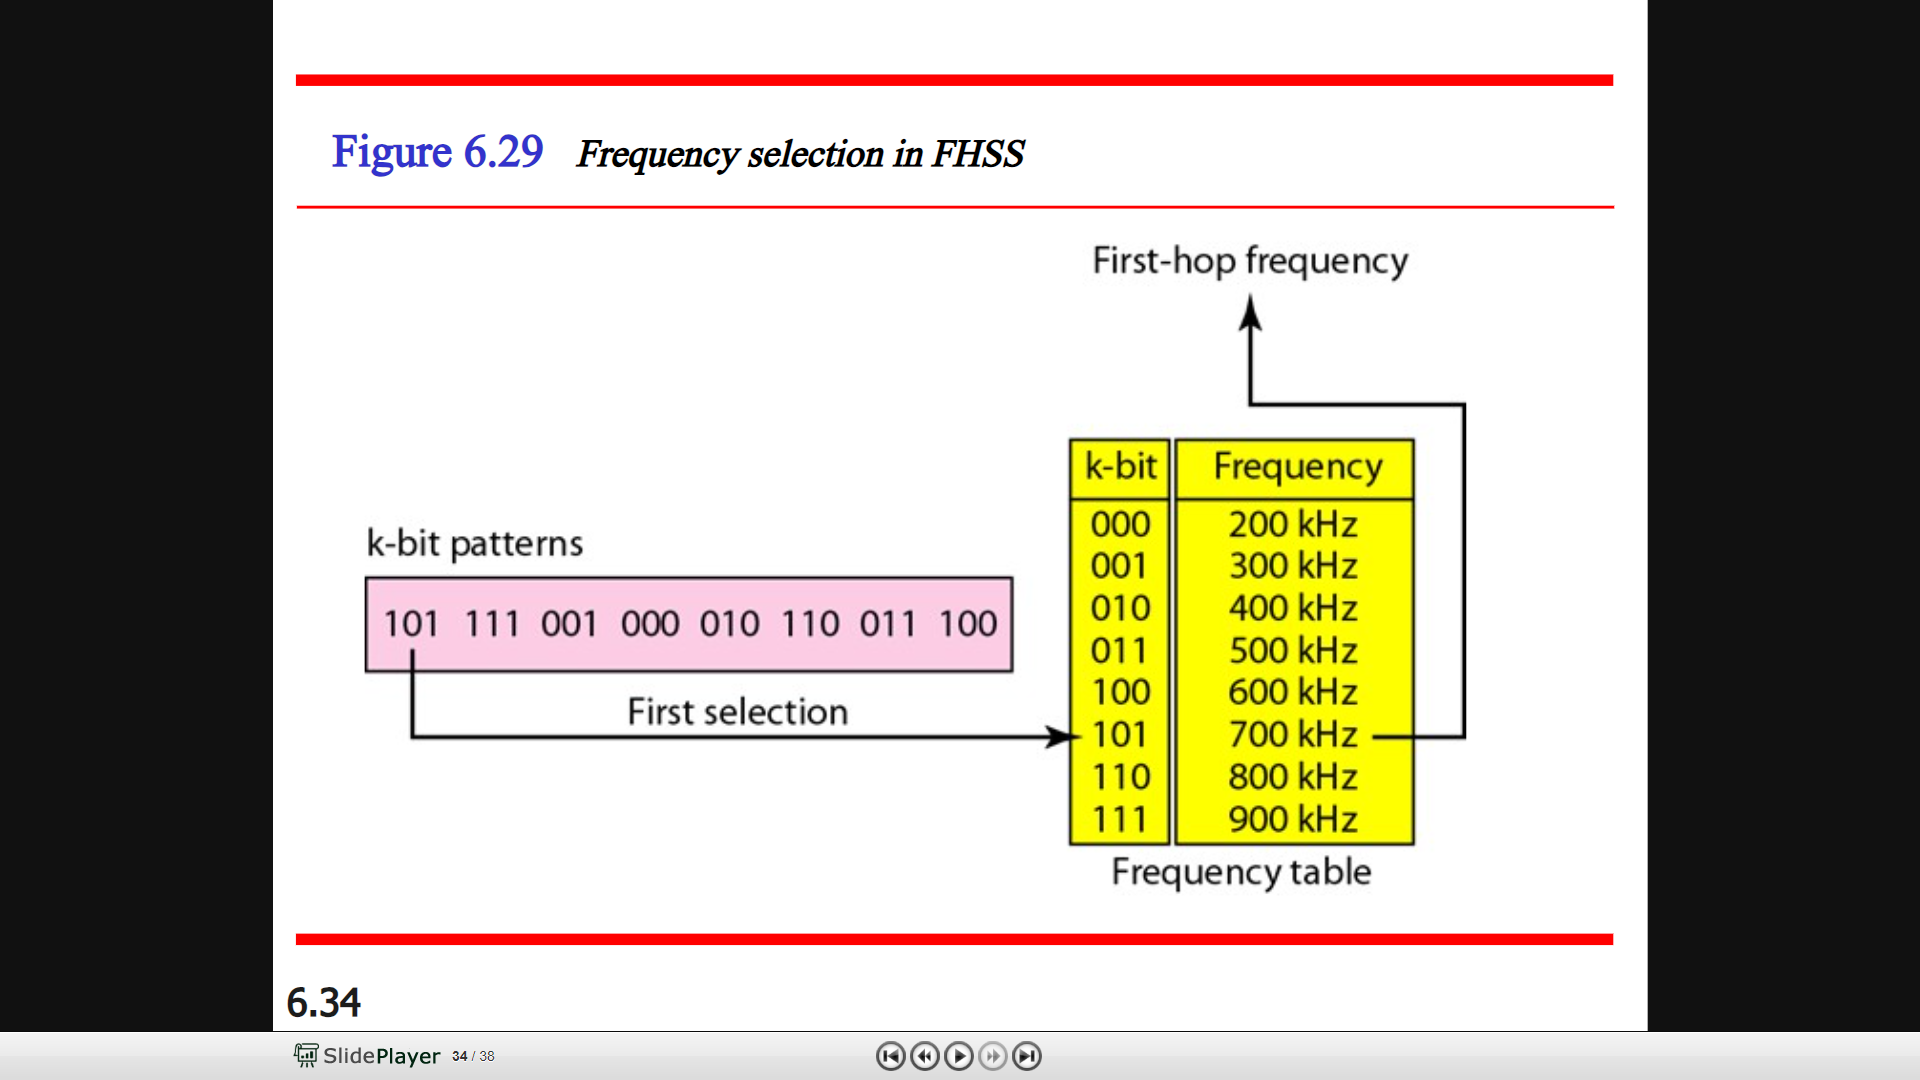 Figure 6.29 Frequency selection in FHSS
First-hop frequency
k-bit patterns
101 111 001 000 010 110 011 100
First selection
k-bit Frequency
000 200 kHz
001 300 kHz
010 400 kHz
011 500 kHz
100 600 kHz
101 700 kHz
110 800 kHz
111 900 kHz
Frequency table
6.34
SlidePlayer 34 / 38